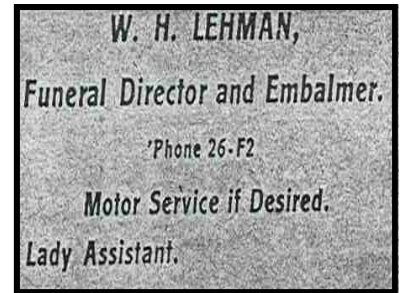 W. H. LEHMAN,
Funeral Director and Embalmer.
'Phone 26-F2
Motor Service if Desired.
Lady Assistant.